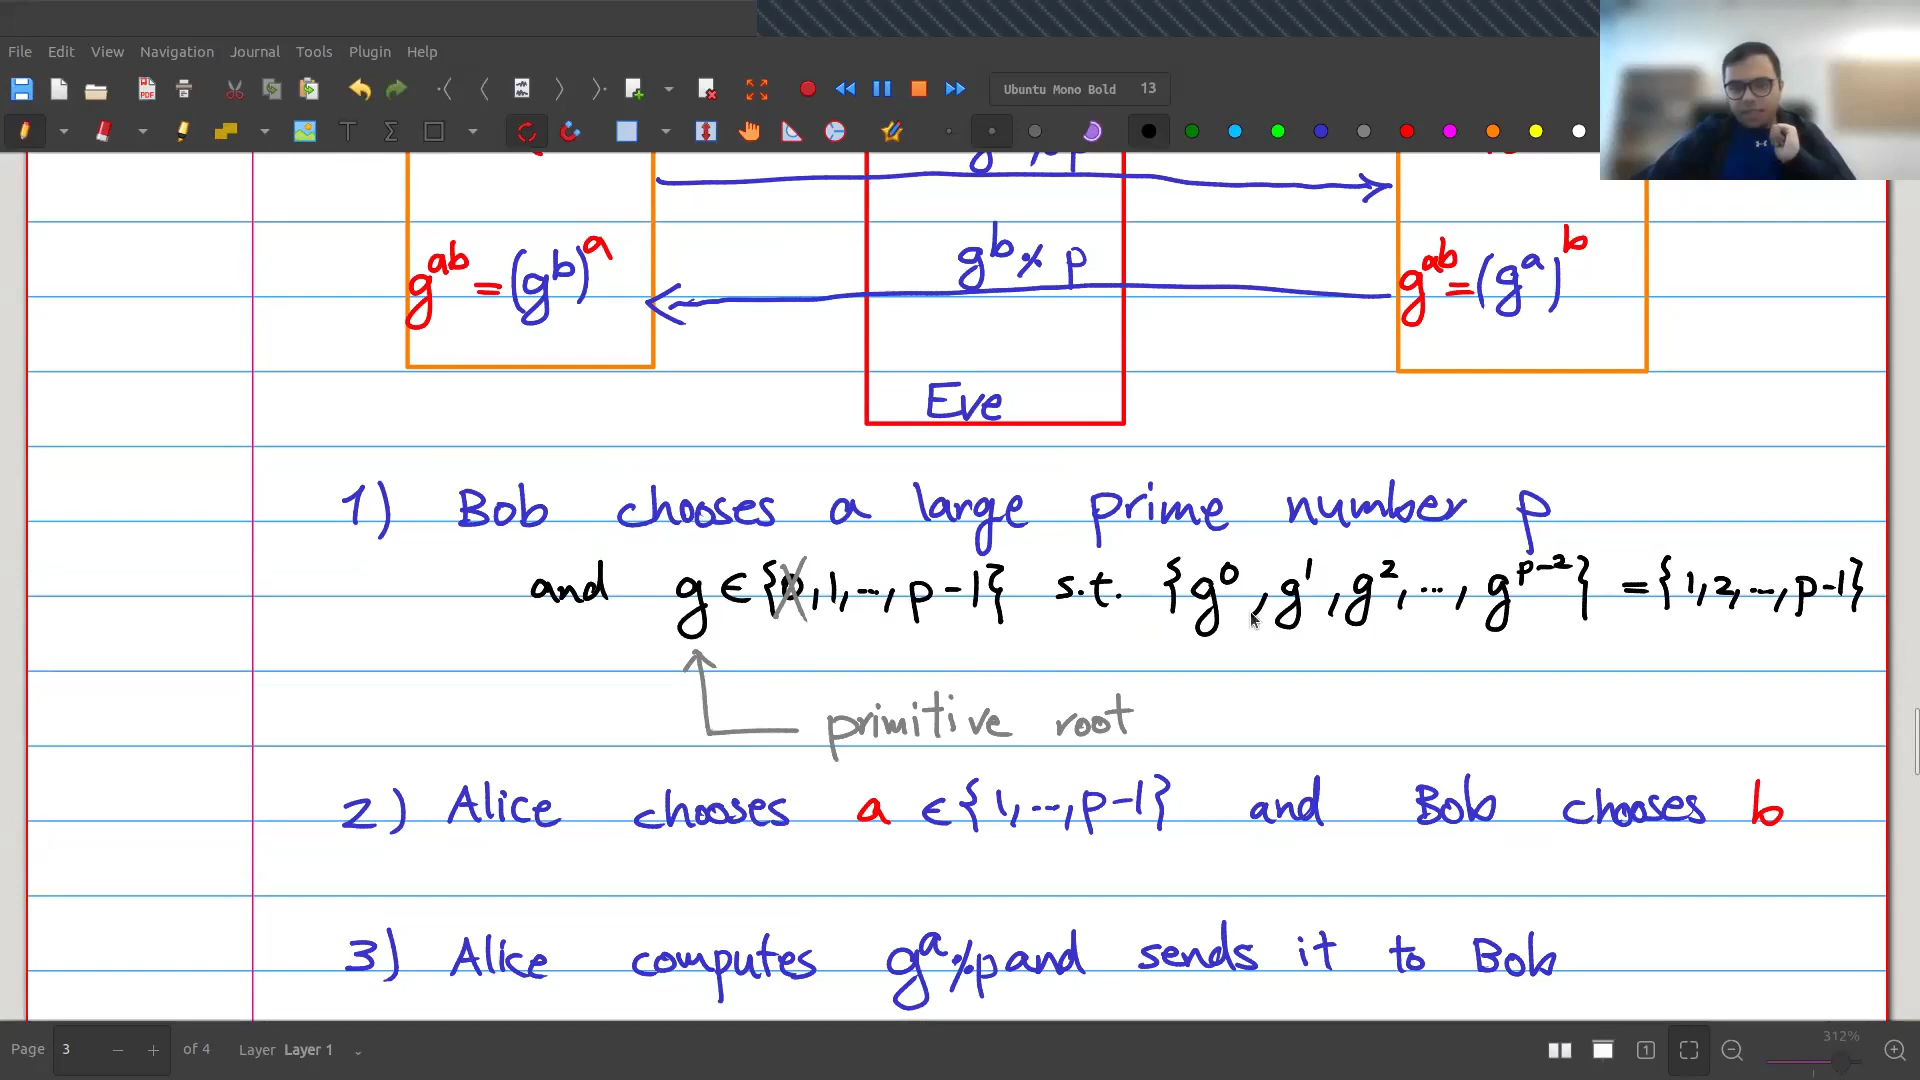 File Edit View Navigation Journal Tools Plugin Help
Ubuntu Mono Bold 13
g^b % p
g^ab = (g^b)^a
g^ab = (g^a)^b
Eve
1) Bob chooses a large prime number p
and g ∈ {0,1,..,p-1} s.t. {g^0, g^1, g^2, ..., g^p-2} = {1,2,..,p-1}
primitive root
2) Alice chooses a ∈ {1,..,p-1} and Bob chooses b
3) Alice computes g^a % p and sends it to Bob
Page 3 of 4 Layer Layer 1
312%